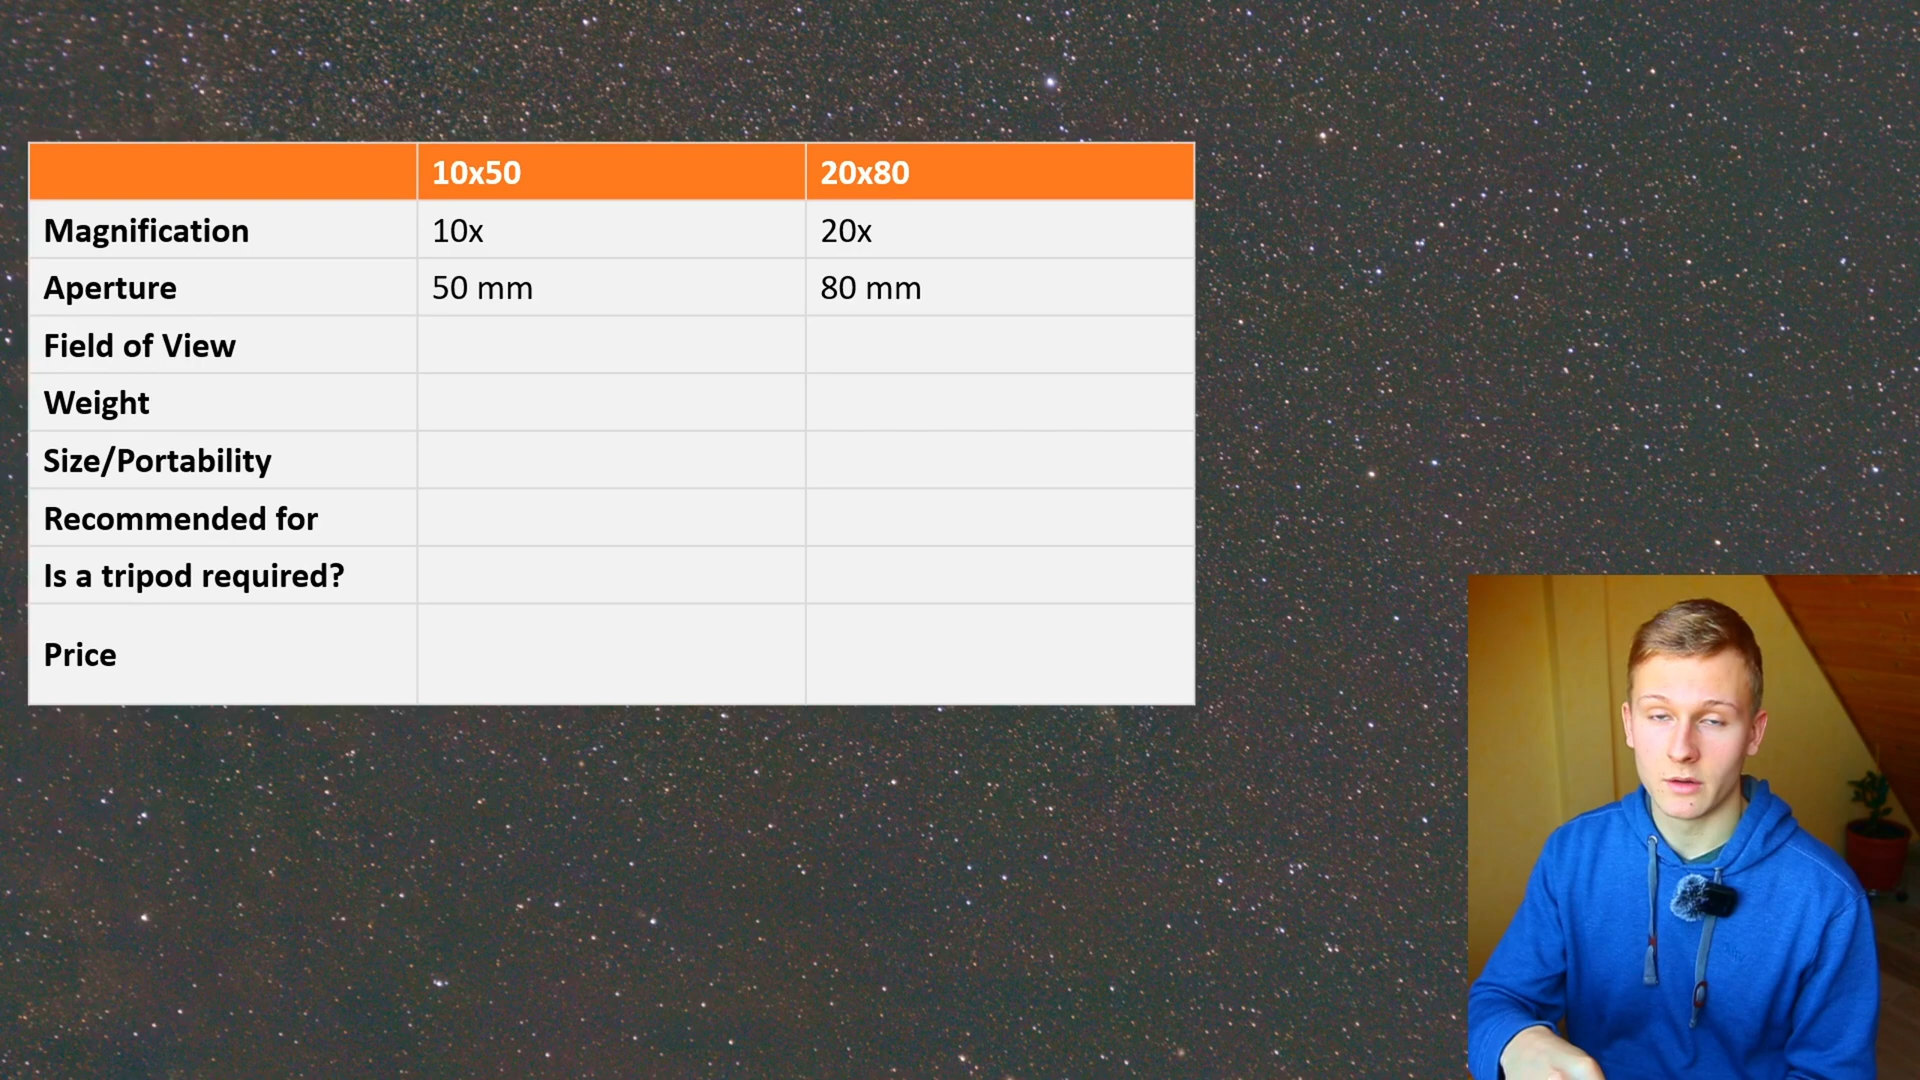 10x50 20x80
Magnification 10x 20x
Aperture 50 mm 80 mm
Field of View
Weight
Size/Portability
Recommended for
Is a tripod required?
Price